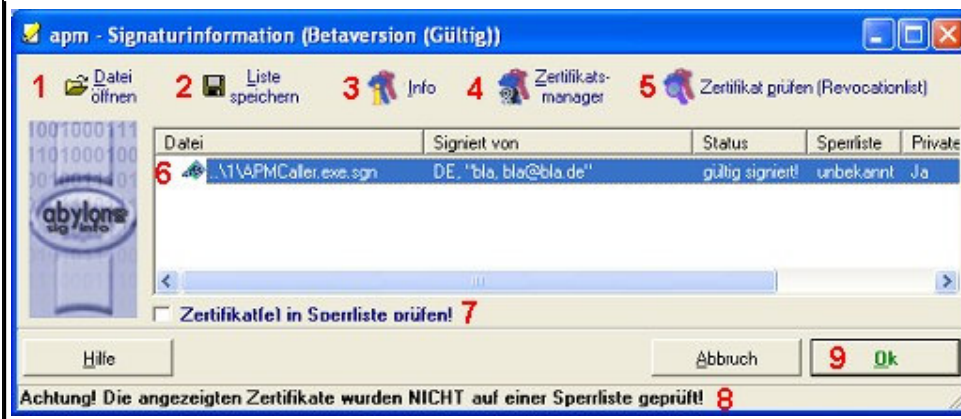 apm - Signaturinformation (Betaversion (Gültig))
1 Datei öffnen 2 Liste speichern 3 Info 4 Zertifikats-manager 5 Zertifikat prüfen (Revocationlist)
Datei Signiert von Status Sperrliste Private
6 ..\1\APMCaller.exe.sgn DE, "bla, bla@bla.de" gültig signiert! unbekannt Ja
abylons
sig info
Zertifikat(e) in Sperrliste prüfen! 7
Hilfe Abbruch 9 Ok
Achtung! Die angezeigten Zertifikate wurden NICHT auf einer Sperrliste geprüft! 8